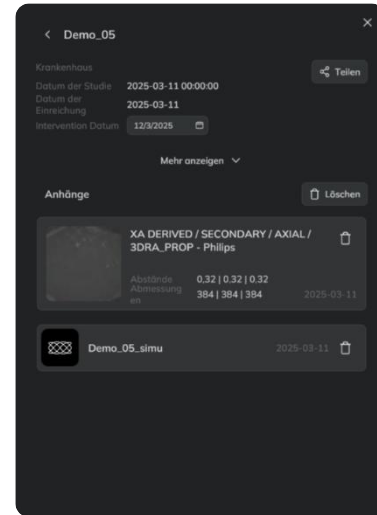 Demo_05
Krankenhaus
Teilen
Datum der Studie 2025-03-11 00:00:00
Datum der
Einreichung 2025-03-11
Intervention Datum 12/3/2025
Mehr anzeigen
Anhänge Löschen
XA DERIVED / SECONDARY / AXIAL /
3DRA_PROP - Philips
Abstände 0,32 | 0.32 | 0.32
Abmessung
en 384 | 384 | 384 2025-03-11
Demo_05_simu 2025-03-11